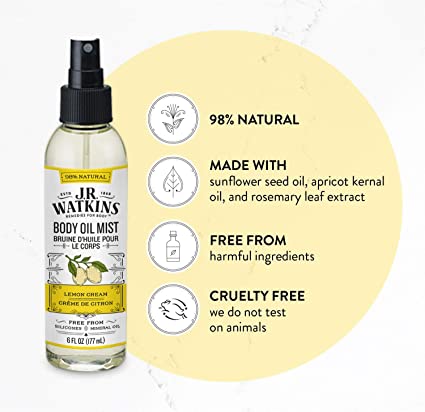 98% NATURAL
ESTD 1868
J.R.
WATKINS
REMEDIES FOR BODY
BODY OIL MIST
BRUINE D'HUILE POUR
LE CORPS
LEMON CREAM
CRÈME DE CITRON
FREE FROM
SILICONES MINERAL OIL
6 FL OZ (177 mL)
98% NATURAL
MADE WITH
sunflower seed oil, apricot kernal
oil, and rosemary leaf extract
FREE FROM
harmful ingredients
CRUELTY FREE
we do not test
on animals